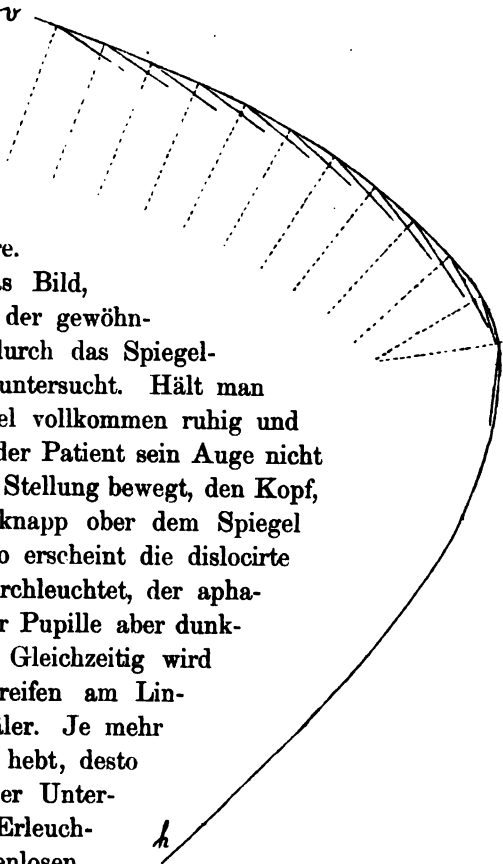 v
re.
s Bild,
der gewöhn-
durch das Spiegel-
untersucht. Hält man
el vollkommen ruhig und
der Patient sein Auge nicht
Stellung bewegt, den Kopf,
knapp ober dem Spiegel
o erscheint die dislocirte
rchleuchtet, der apha-
r Pupille aber dunk-
Gleichzeitig wird
reifen am Lin-
ler. Je mehr
hebt, desto
er Unter-
Erleuch-
h
enlosen